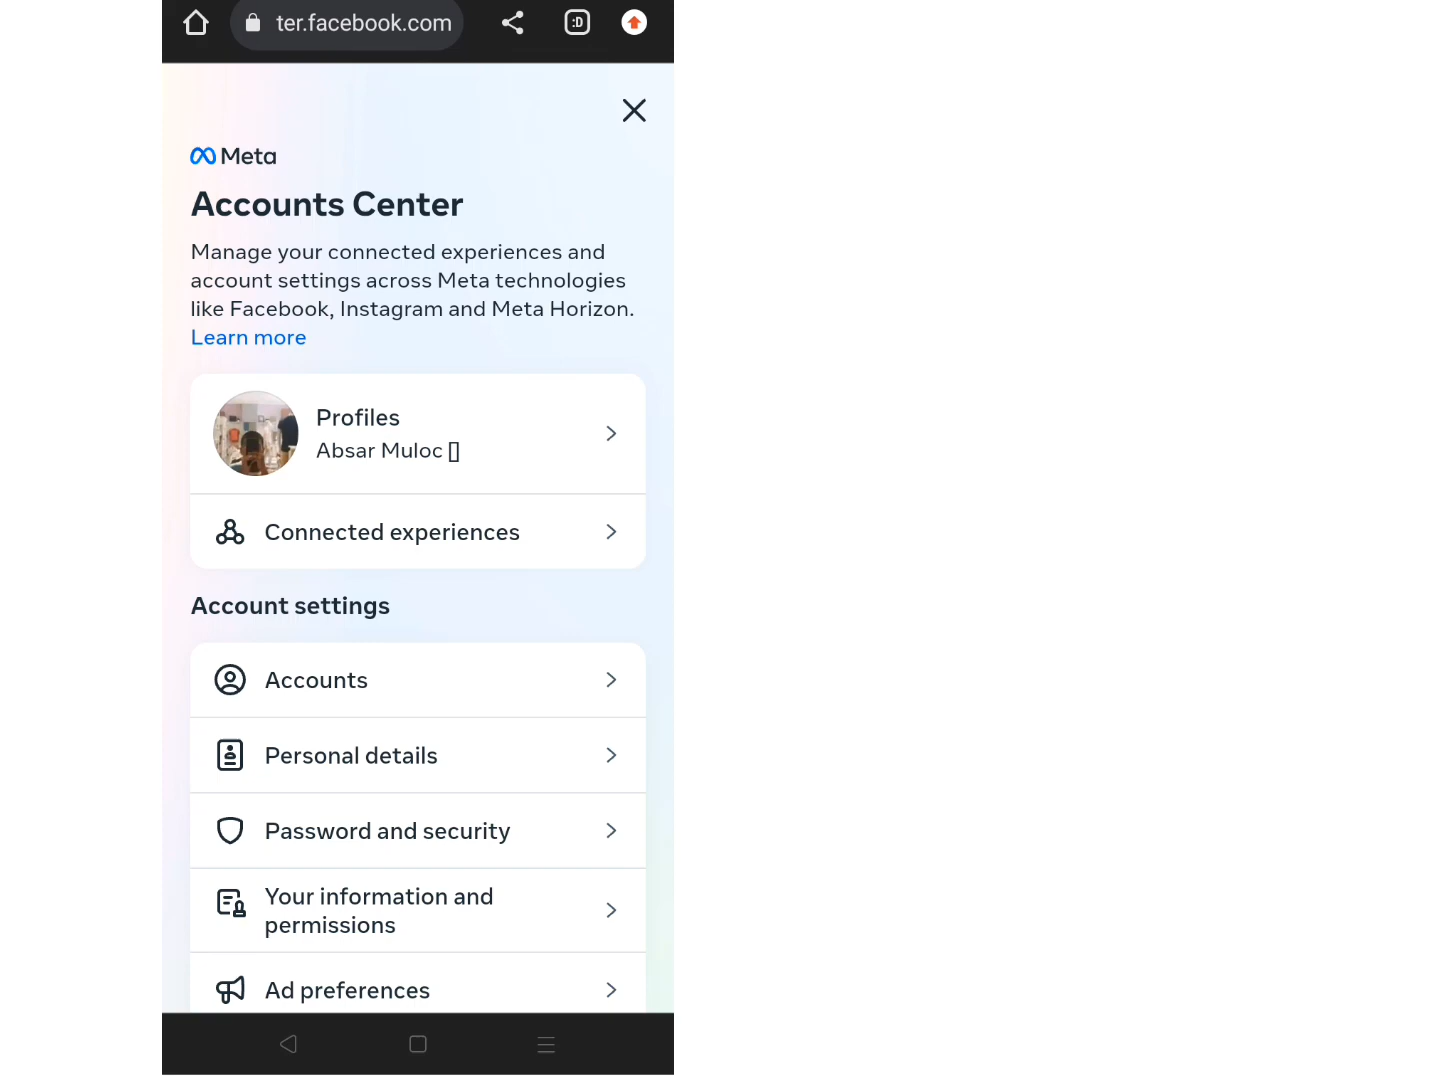 ter.facebook.com
:D
Meta
Accounts Center
Manage your connected experiences and
account settings across Meta technologies
like Facebook, Instagram and Meta Horizon.
Learn more
Profiles
Absar Muloc []
Connected experiences
Account settings
Accounts
Personal details
Password and security
Your information and
permissions
Ad preferences